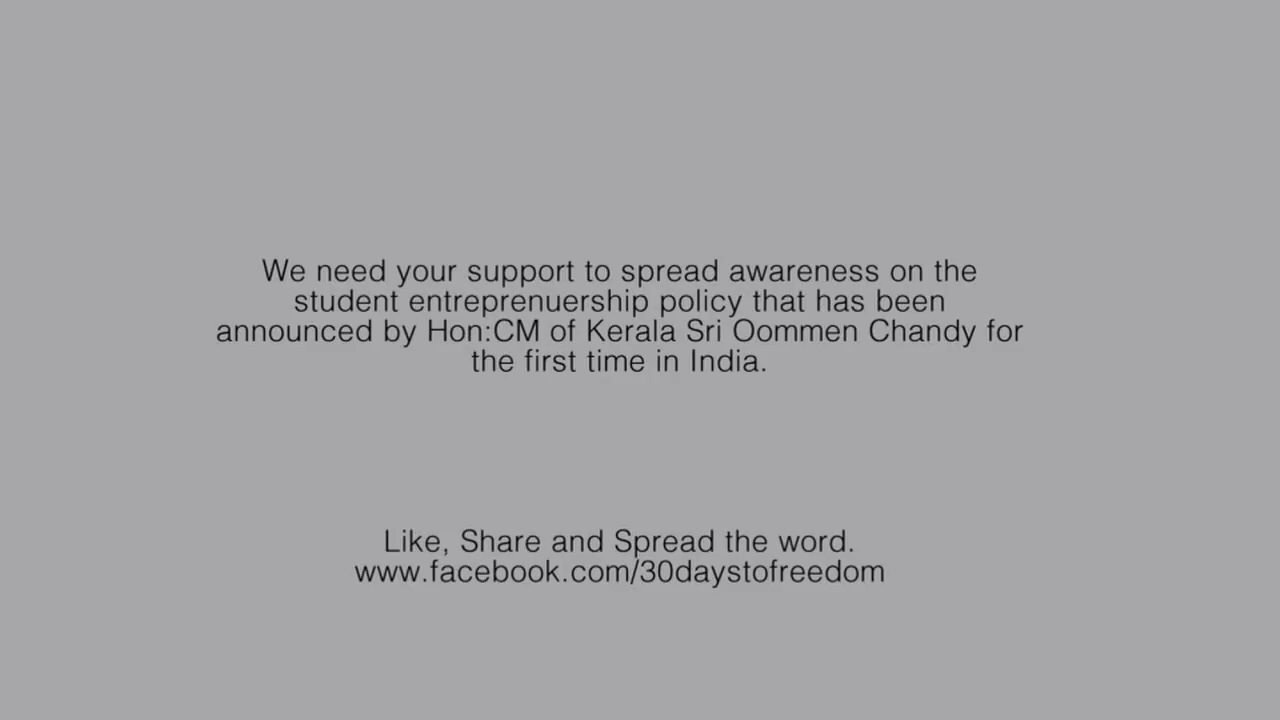 We need your support to spread awareness on the
student entreprenuership policy that has been
announced by Hon:CM of Kerala Sri Oommen Chandy for
the first time in India.
Like, Share and Spread the word.
www.facebook.com/30daystofreedom